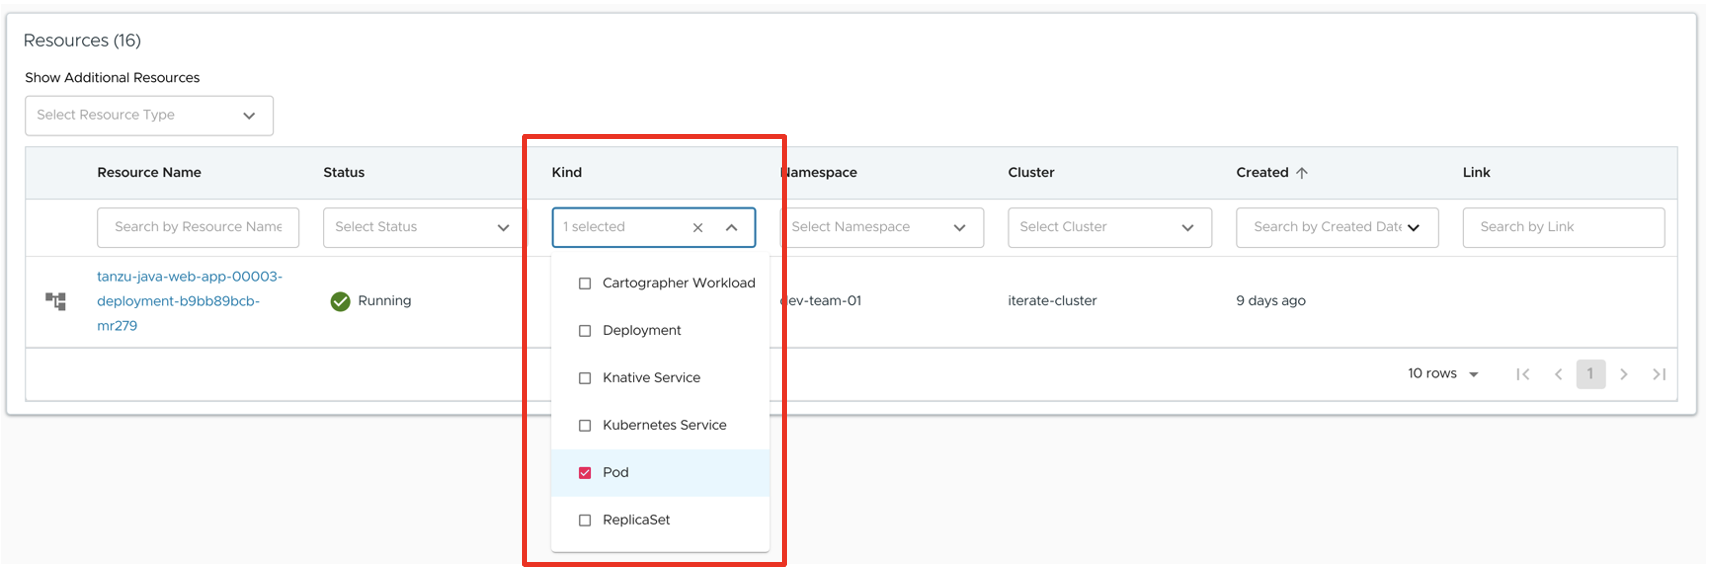 Resources (16)
Show Additional Resources
Select Resource Type
Resource Name Status Kind Namespace Cluster Created Link
Search by Resource Name Select Status 1 selected Select Namespace Select Cluster Search by Created Date Search by Link
tanzu-java-web-app-00003-
deployment-b9bb89bcb-
mr279
Running dev-team-01 iterate-cluster 9 days ago
Cartographer Workload
Deployment
Knative Service
Kubernetes Service
Pod
ReplicaSet
10 rows 1